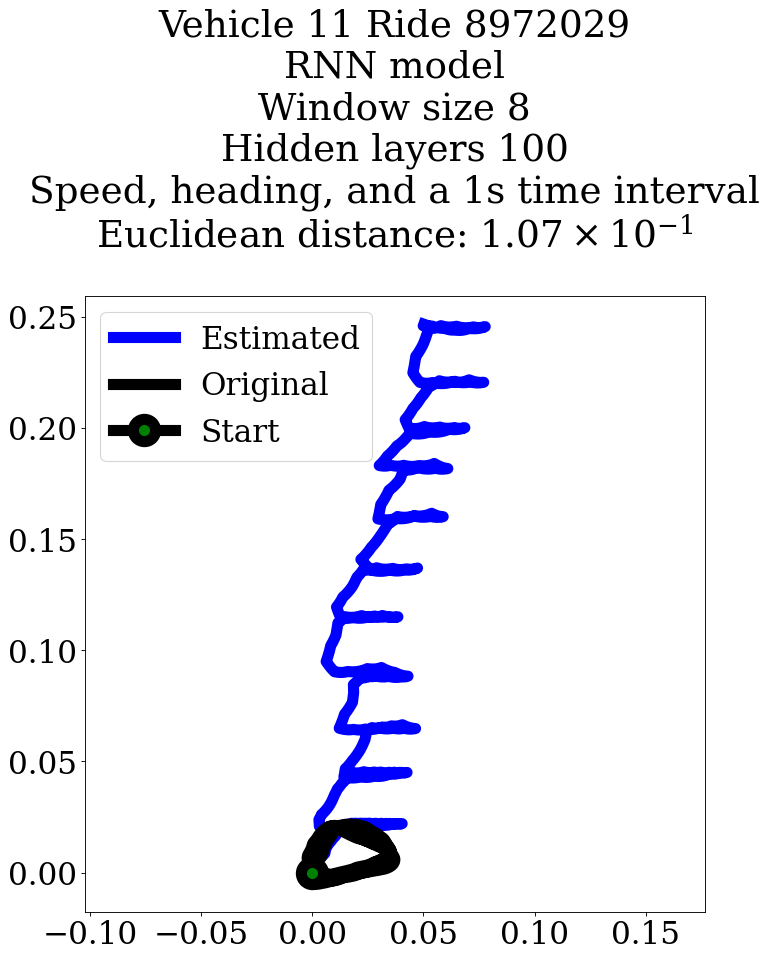 Vehicle 11 Ride 8972029
RNN model
Window size 8
Hidden layers 100
Speed, heading, and a 1s time interval
Euclidean distance: 1.07 × 10⁻¹
Estimated
Original
Start
0.25
0.20
0.15
0.10
0.05
0.00
−0.10 −0.05 0.00 0.05 0.10 0.15